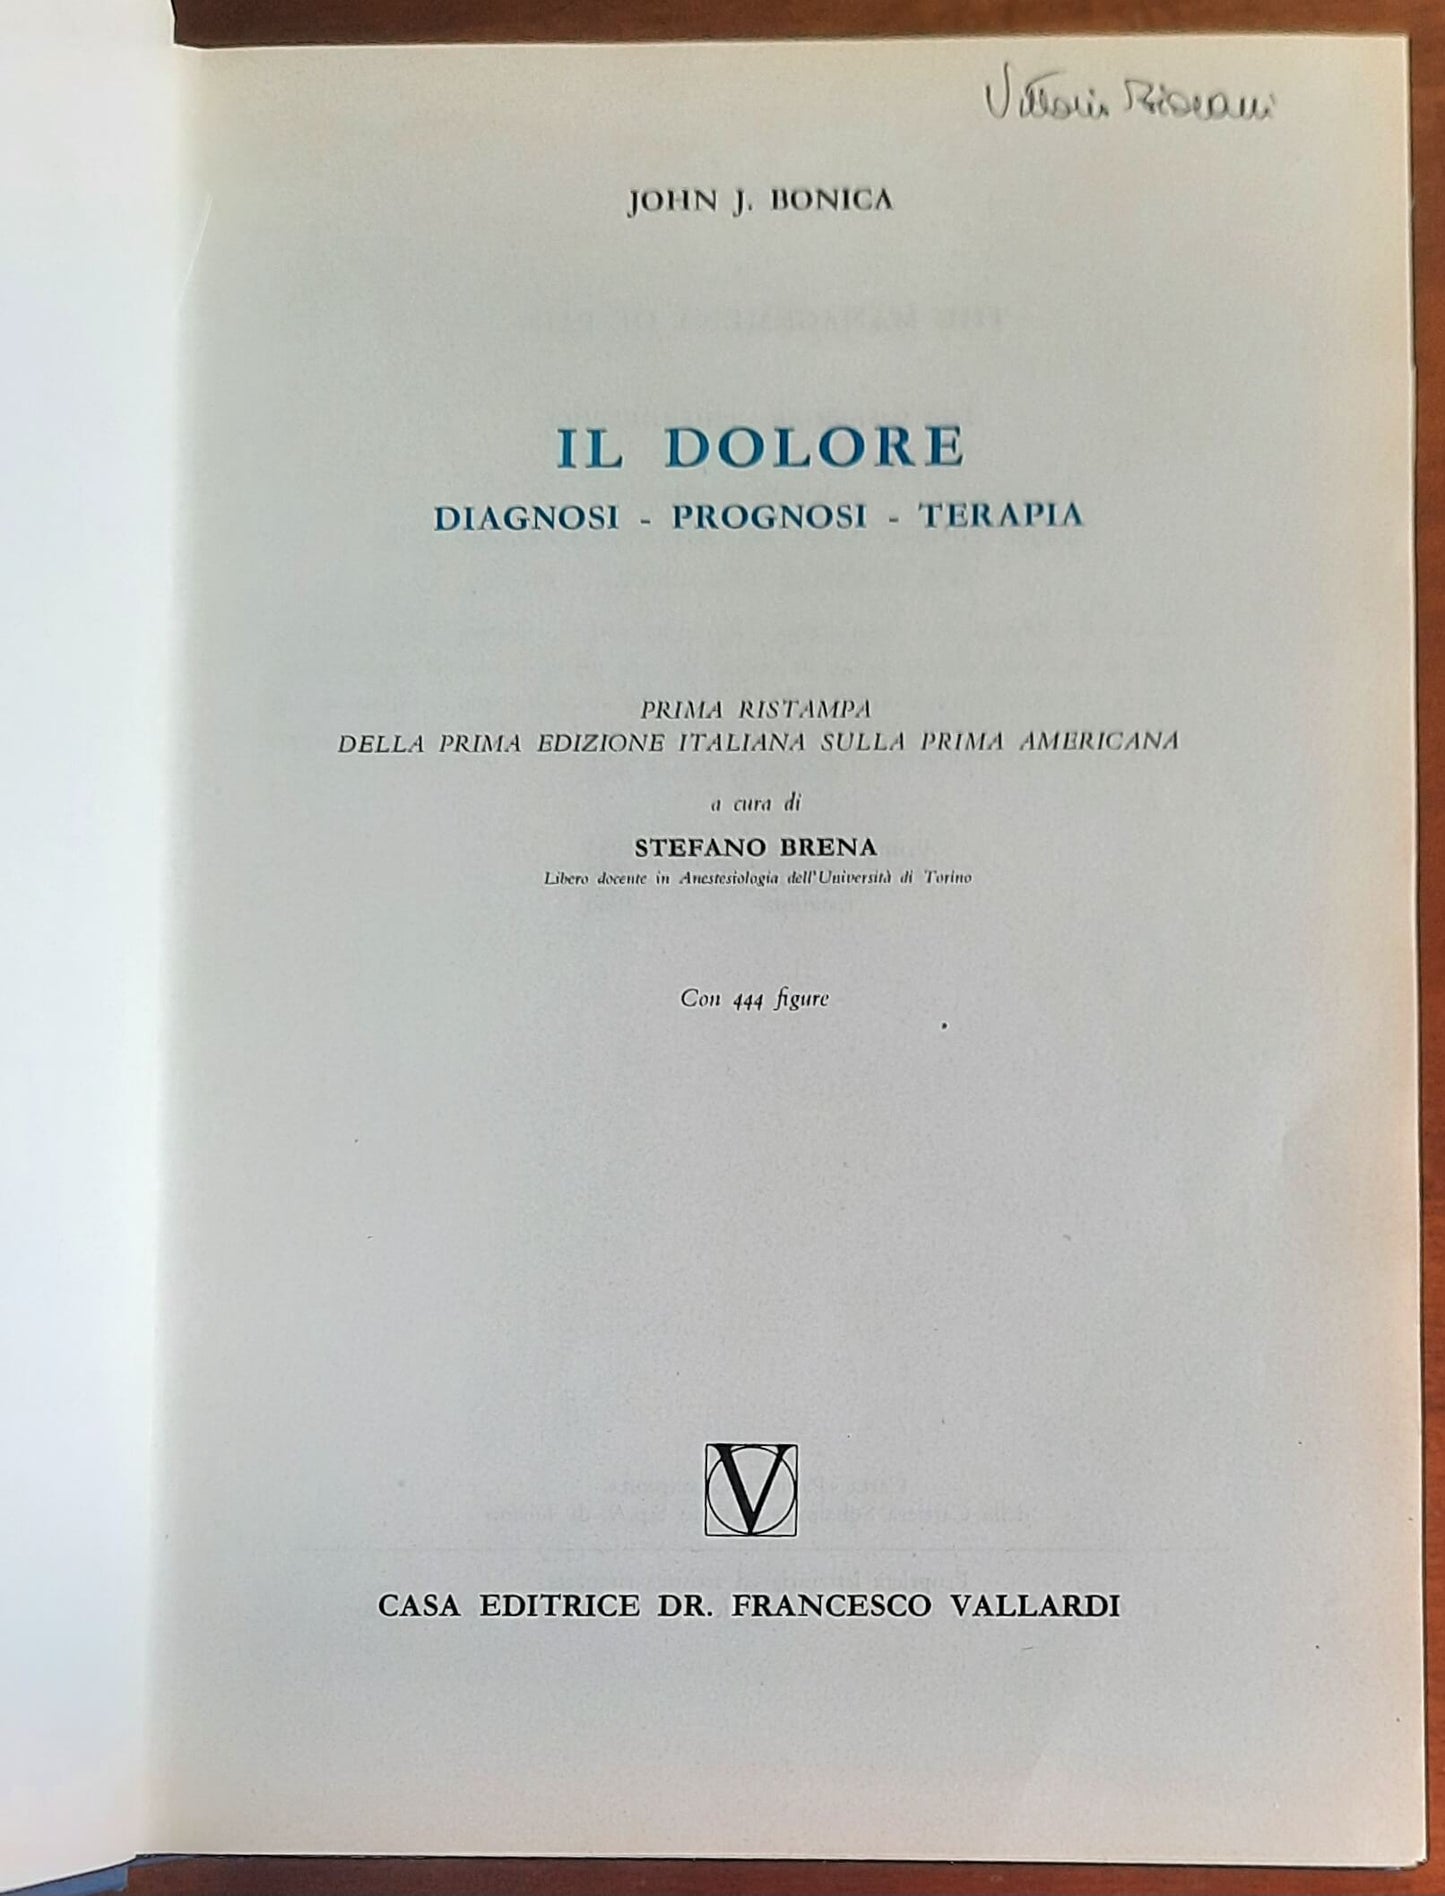 JOHN J. BONICA
IL DOLORE
DIAGNOSI - PROGNOSI - TERAPIA
PRIMA RISTAMPA
DELLA PRIMA EDIZIONE ITALIANA SULLA PRIMA AMERICANA
a cura di
STEFANO BRENA
Libero docente in Anestesiologia dell'Università di Torino
Con 444 figure
V
CASA EDITRICE DR. FRANCESCO VALLARDI